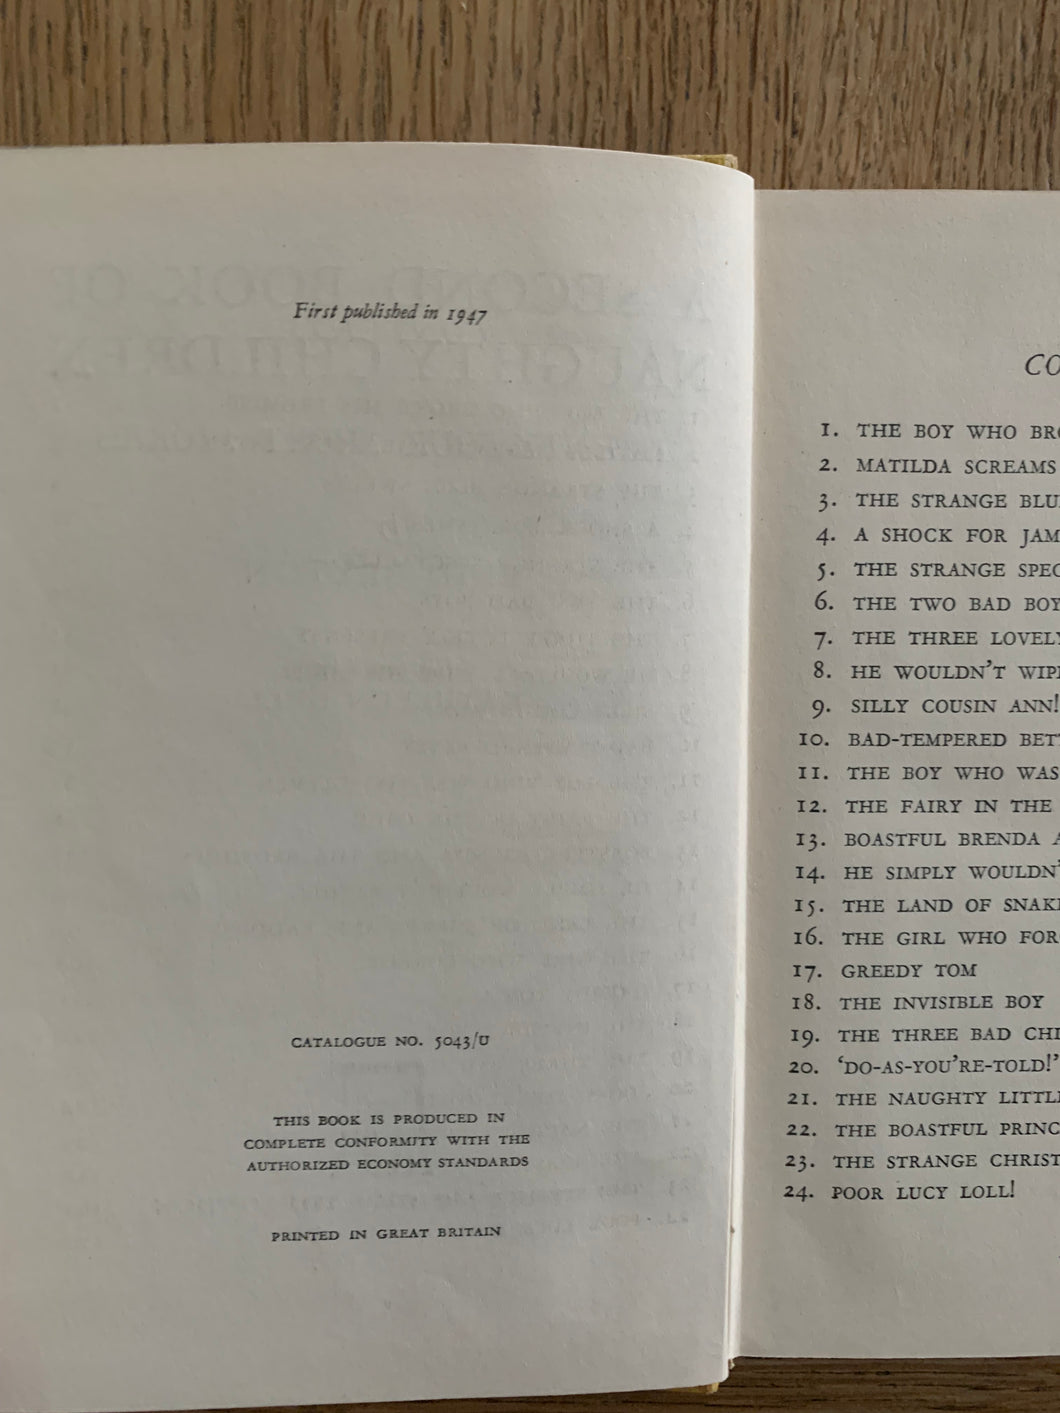 First published in 1947
CATALOGUE NO. 5043/U
THIS BOOK IS PRODUCED IN
COMPLETE CONFORMITY WITH THE
AUTHORIZED ECONOMY STANDARDS
PRINTED IN GREAT BRITAIN
CO
1. THE BOY WHO BRO
2. MATILDA SCREAMS
3. THE STRANGE BLU
4. A SHOCK FOR JAM
5. THE STRANGE SPEC
6. THE TWO BAD BOY
7. THE THREE LOVELY
8. HE WOULDN'T WIP
9. SILLY COUSIN ANN!
10. BAD-TEMPERED BET
11. THE BOY WHO WAS
12. THE FAIRY IN THE
13. BOASTFUL BRENDA A
14. HE SIMPLY WOULDN'
15. THE LAND OF SNAK
16. THE GIRL WHO FOR
17. GREEDY TOM
18. THE INVISIBLE BOY
19. THE THREE BAD CHI
20. 'DO-AS-YOU'RE-TOLD!'
21. THE NAUGHTY LITTL
22. THE BOASTFUL PRINC
23. THE STRANGE CHRIST
24. POOR LUCY LOLL!